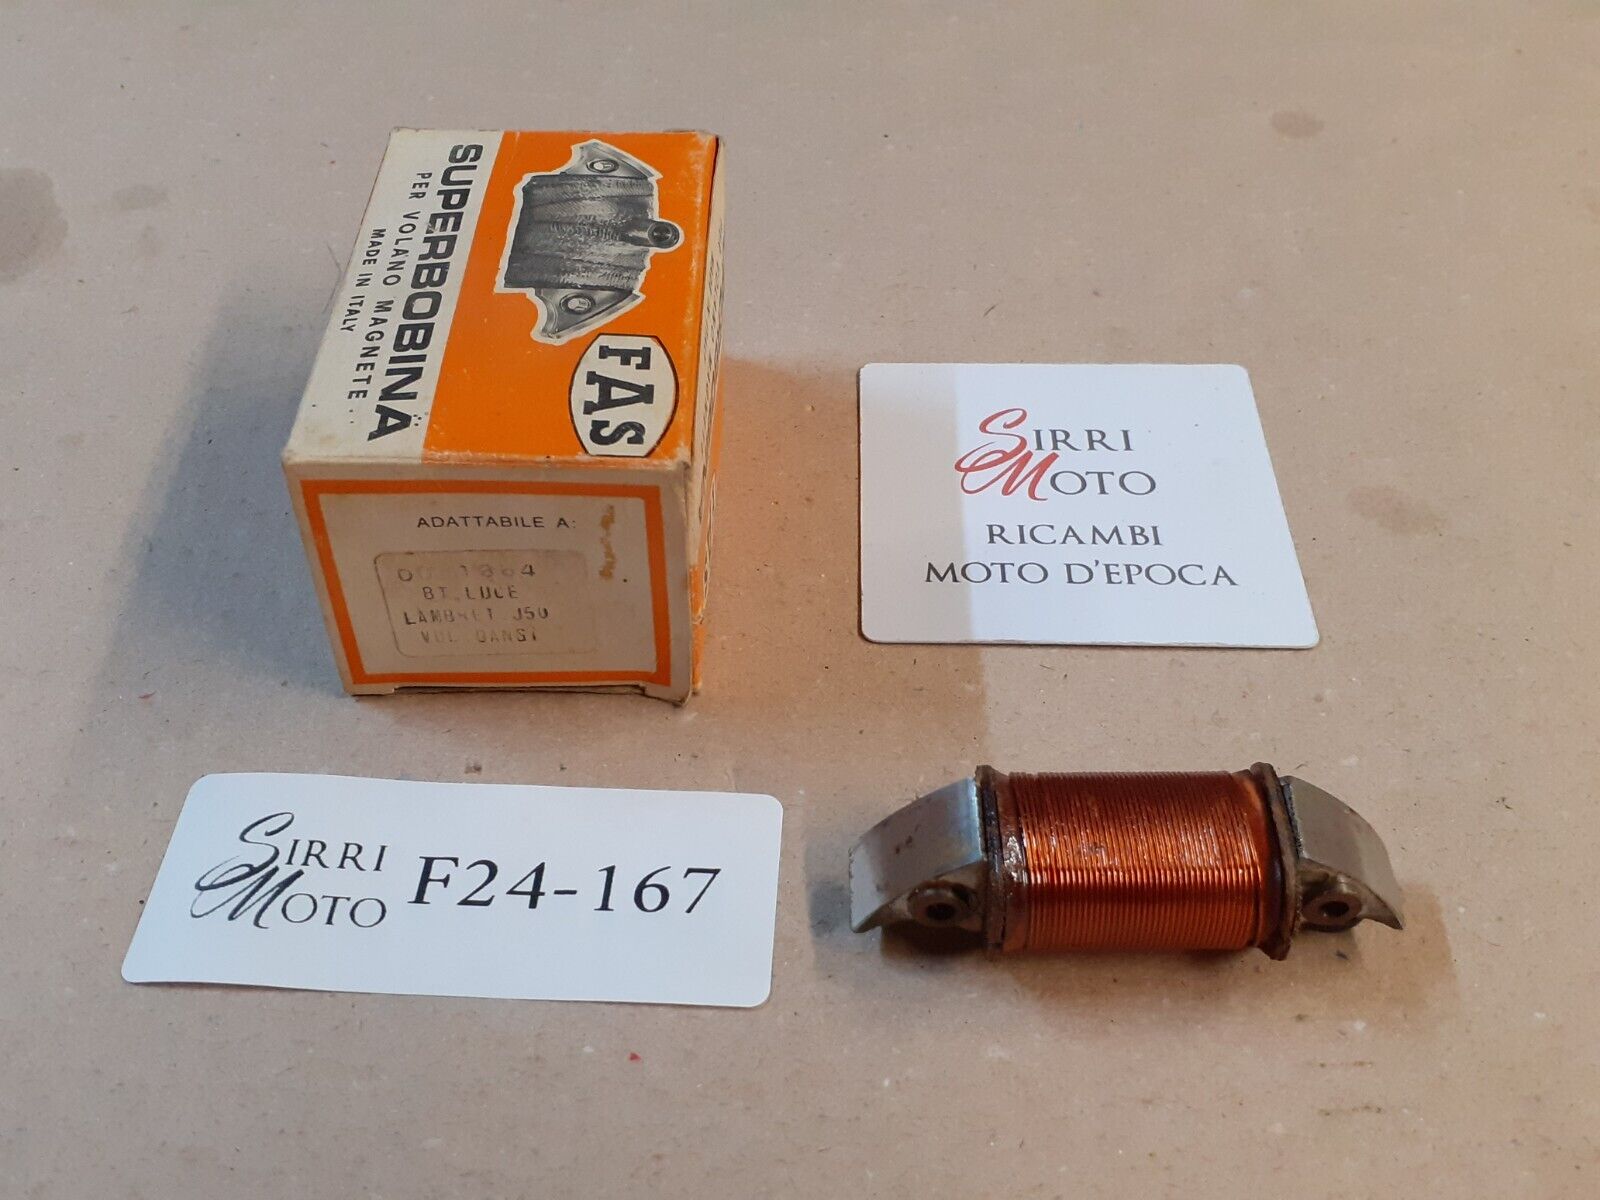 SUPERBOBINA
PER VOLANO MAGNETE
MADE IN ITALY
FAS
ADATTABILE A:
BT. LUCE
J50
SIRRI
MOTO
RICAMBI
MOTO D'EPOCA
SIRRI
MOTO
F24-167